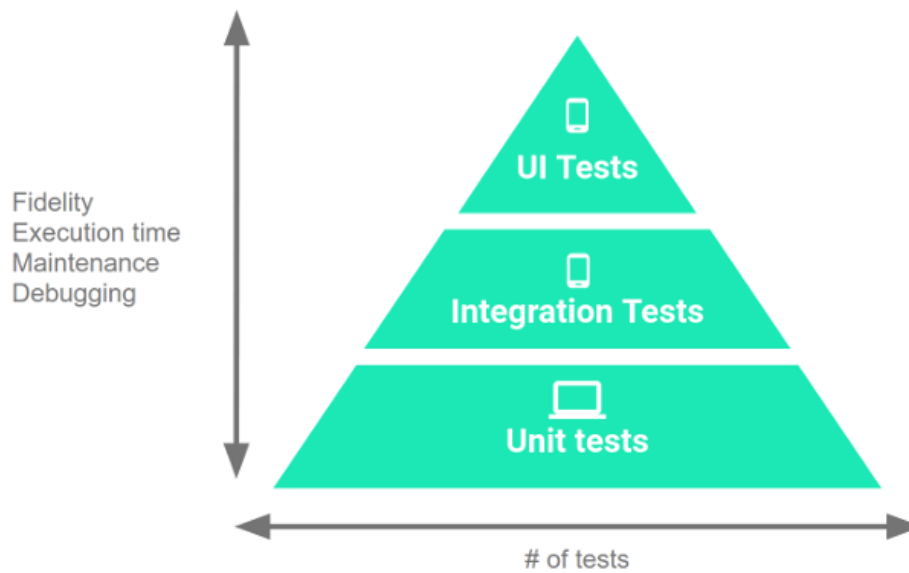 UI Tests
Fidelity
Execution time
Maintenance
Debugging
Integration Tests
Unit tests
# of tests